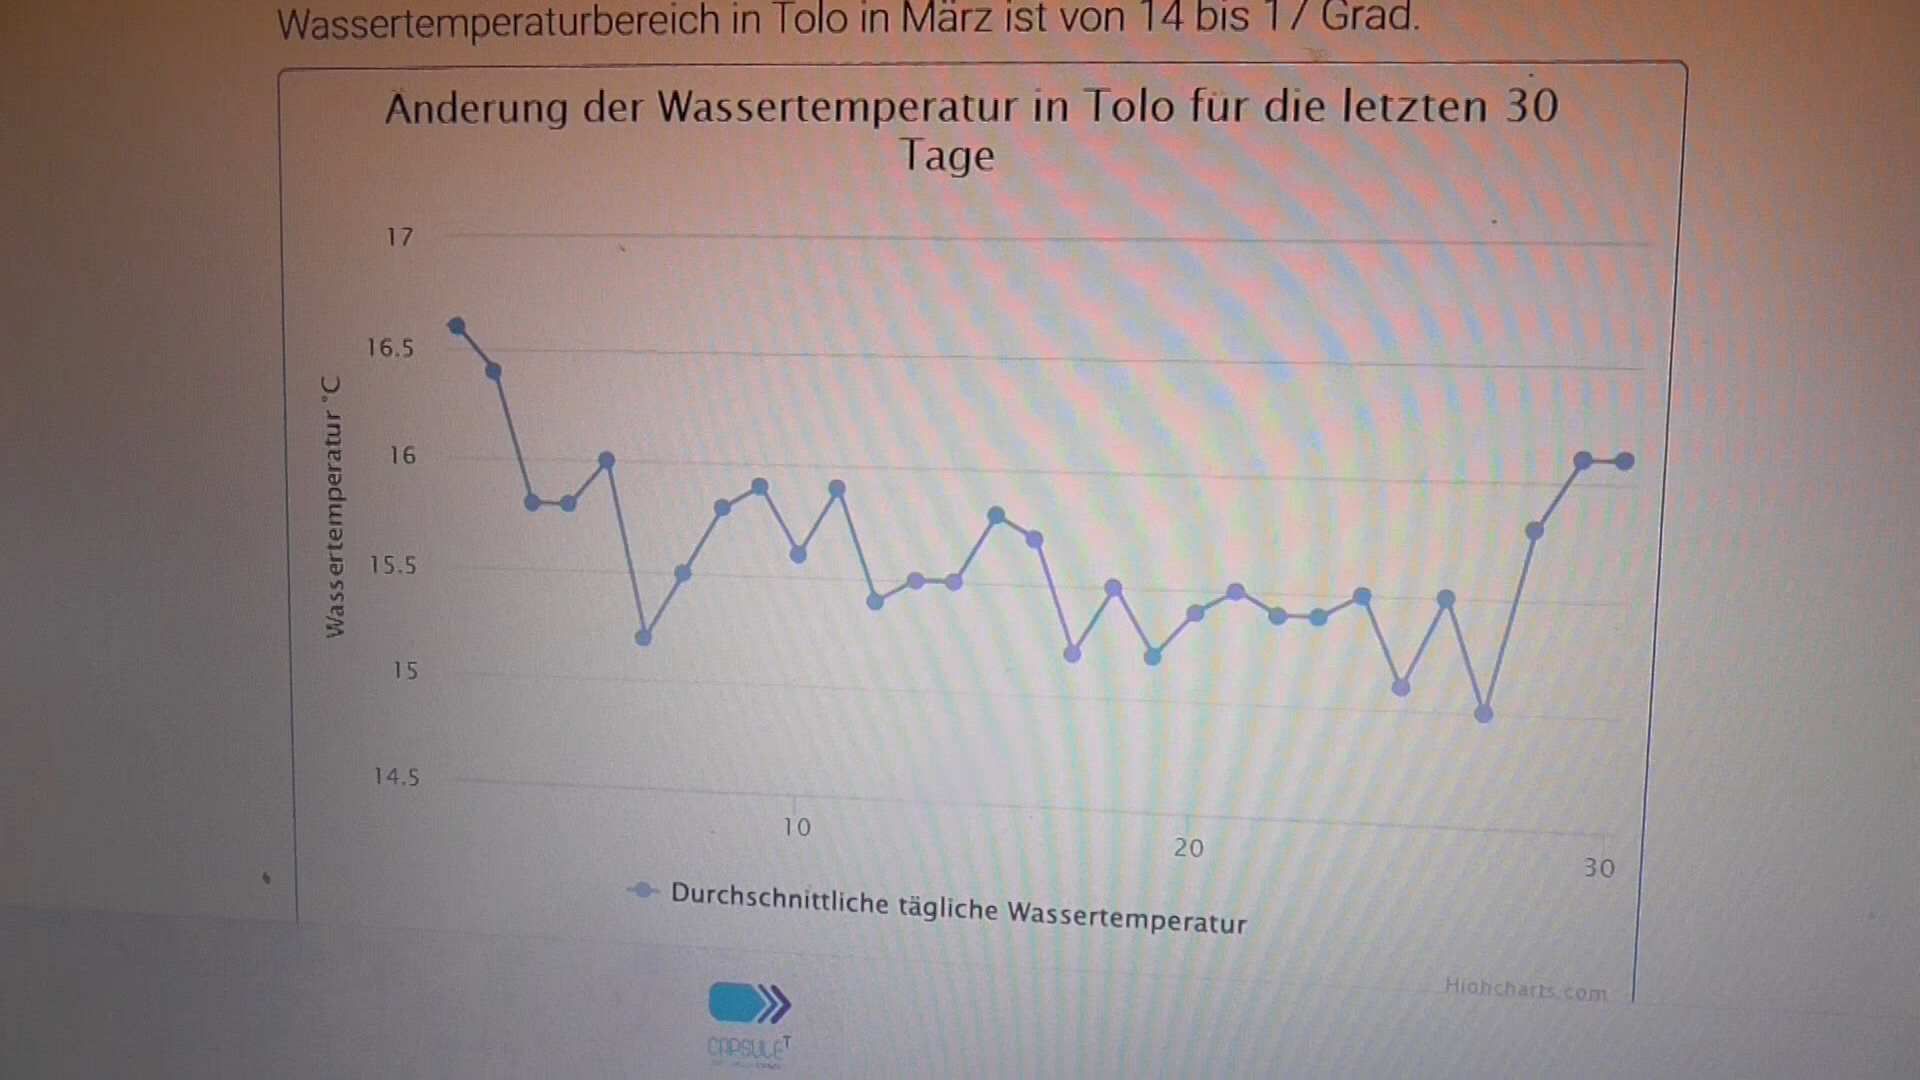 Wassertemperaturbereich in Tolo in März ist von 14 bis 17 Grad.
Änderung der Wassertemperatur in Tolo für die letzten 30
Tage
17
16.5
16
15.5
15
14.5
Wassertemperatur °C
10
20
30
Durchschnittliche tägliche Wassertemperatur
Highcharts.com
CAPSULE T